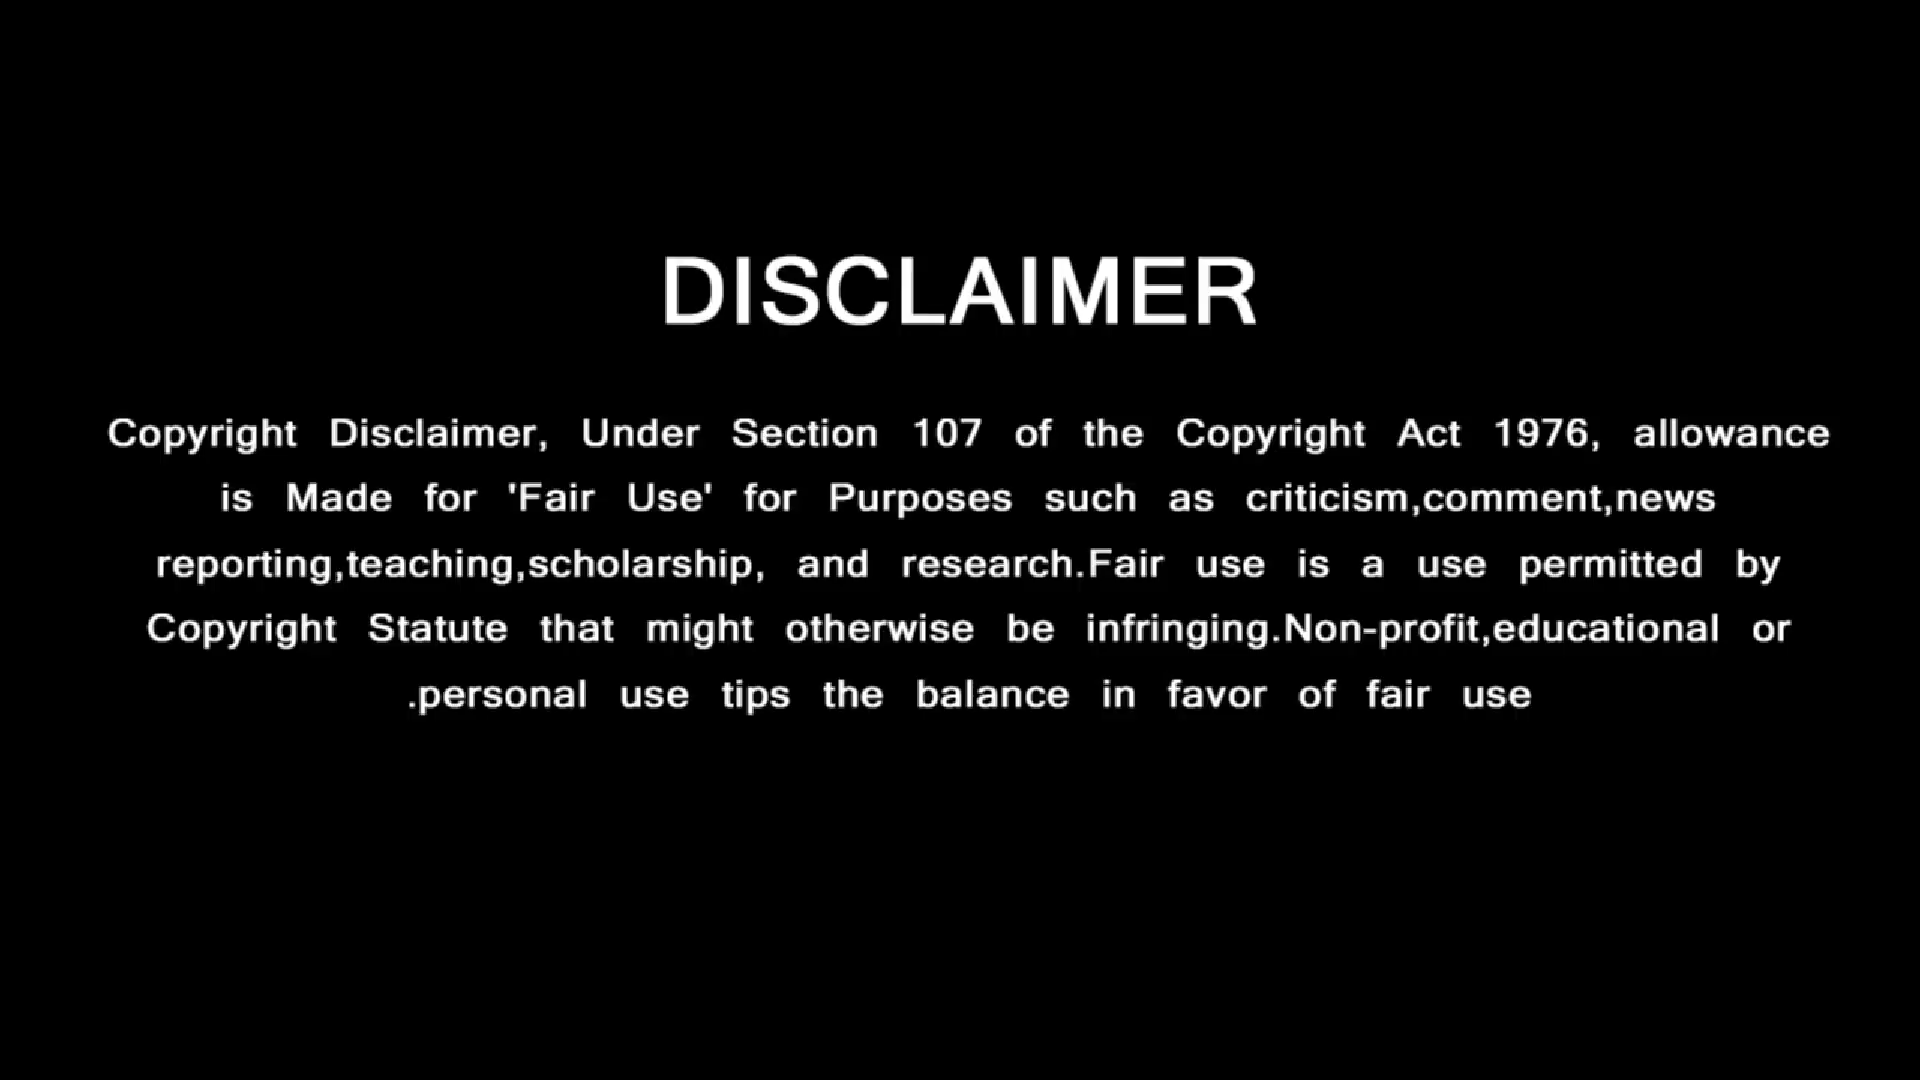 DISCLAIMER
Copyright Disclaimer, Under Section 107 of the Copyright Act 1976, allowance
is Made for 'Fair Use' for Purposes such as criticism,comment,news
reporting,teaching,scholarship, and research.Fair use is a use permitted by
Copyright Statute that might otherwise be infringing.Non-profit,educational or
.personal use tips the balance in favor of fair use